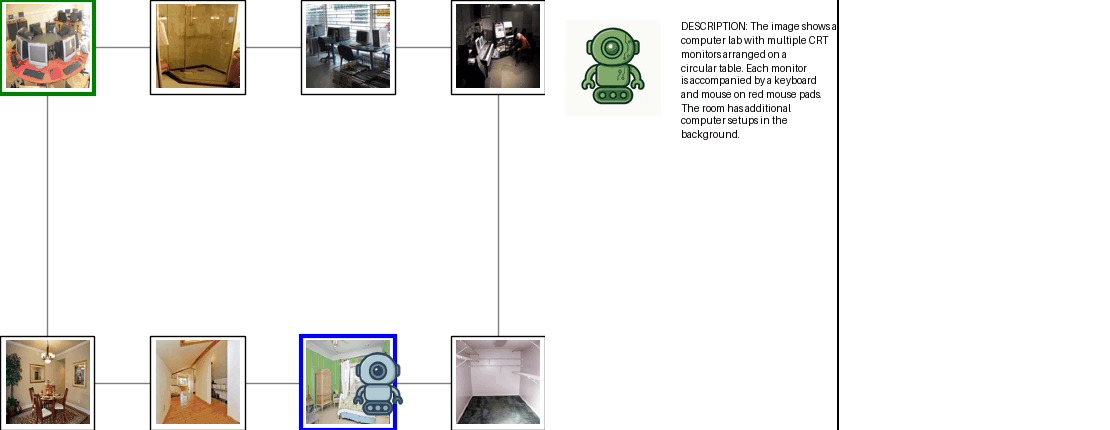 DESCRIPTION: The image shows a
computer lab with multiple CRT
monitors arranged on a
circular table. Each monitor
is accompanied by a keyboard
and mouse on red mouse pads.
The room has additional
computer setups in the
background.